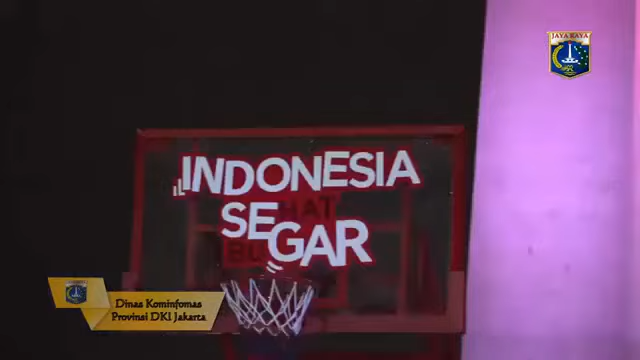 JAYA RAYA
INDONESIA
SEGAR
Dinas Kominfomas
Provinsi DKI Jakarta